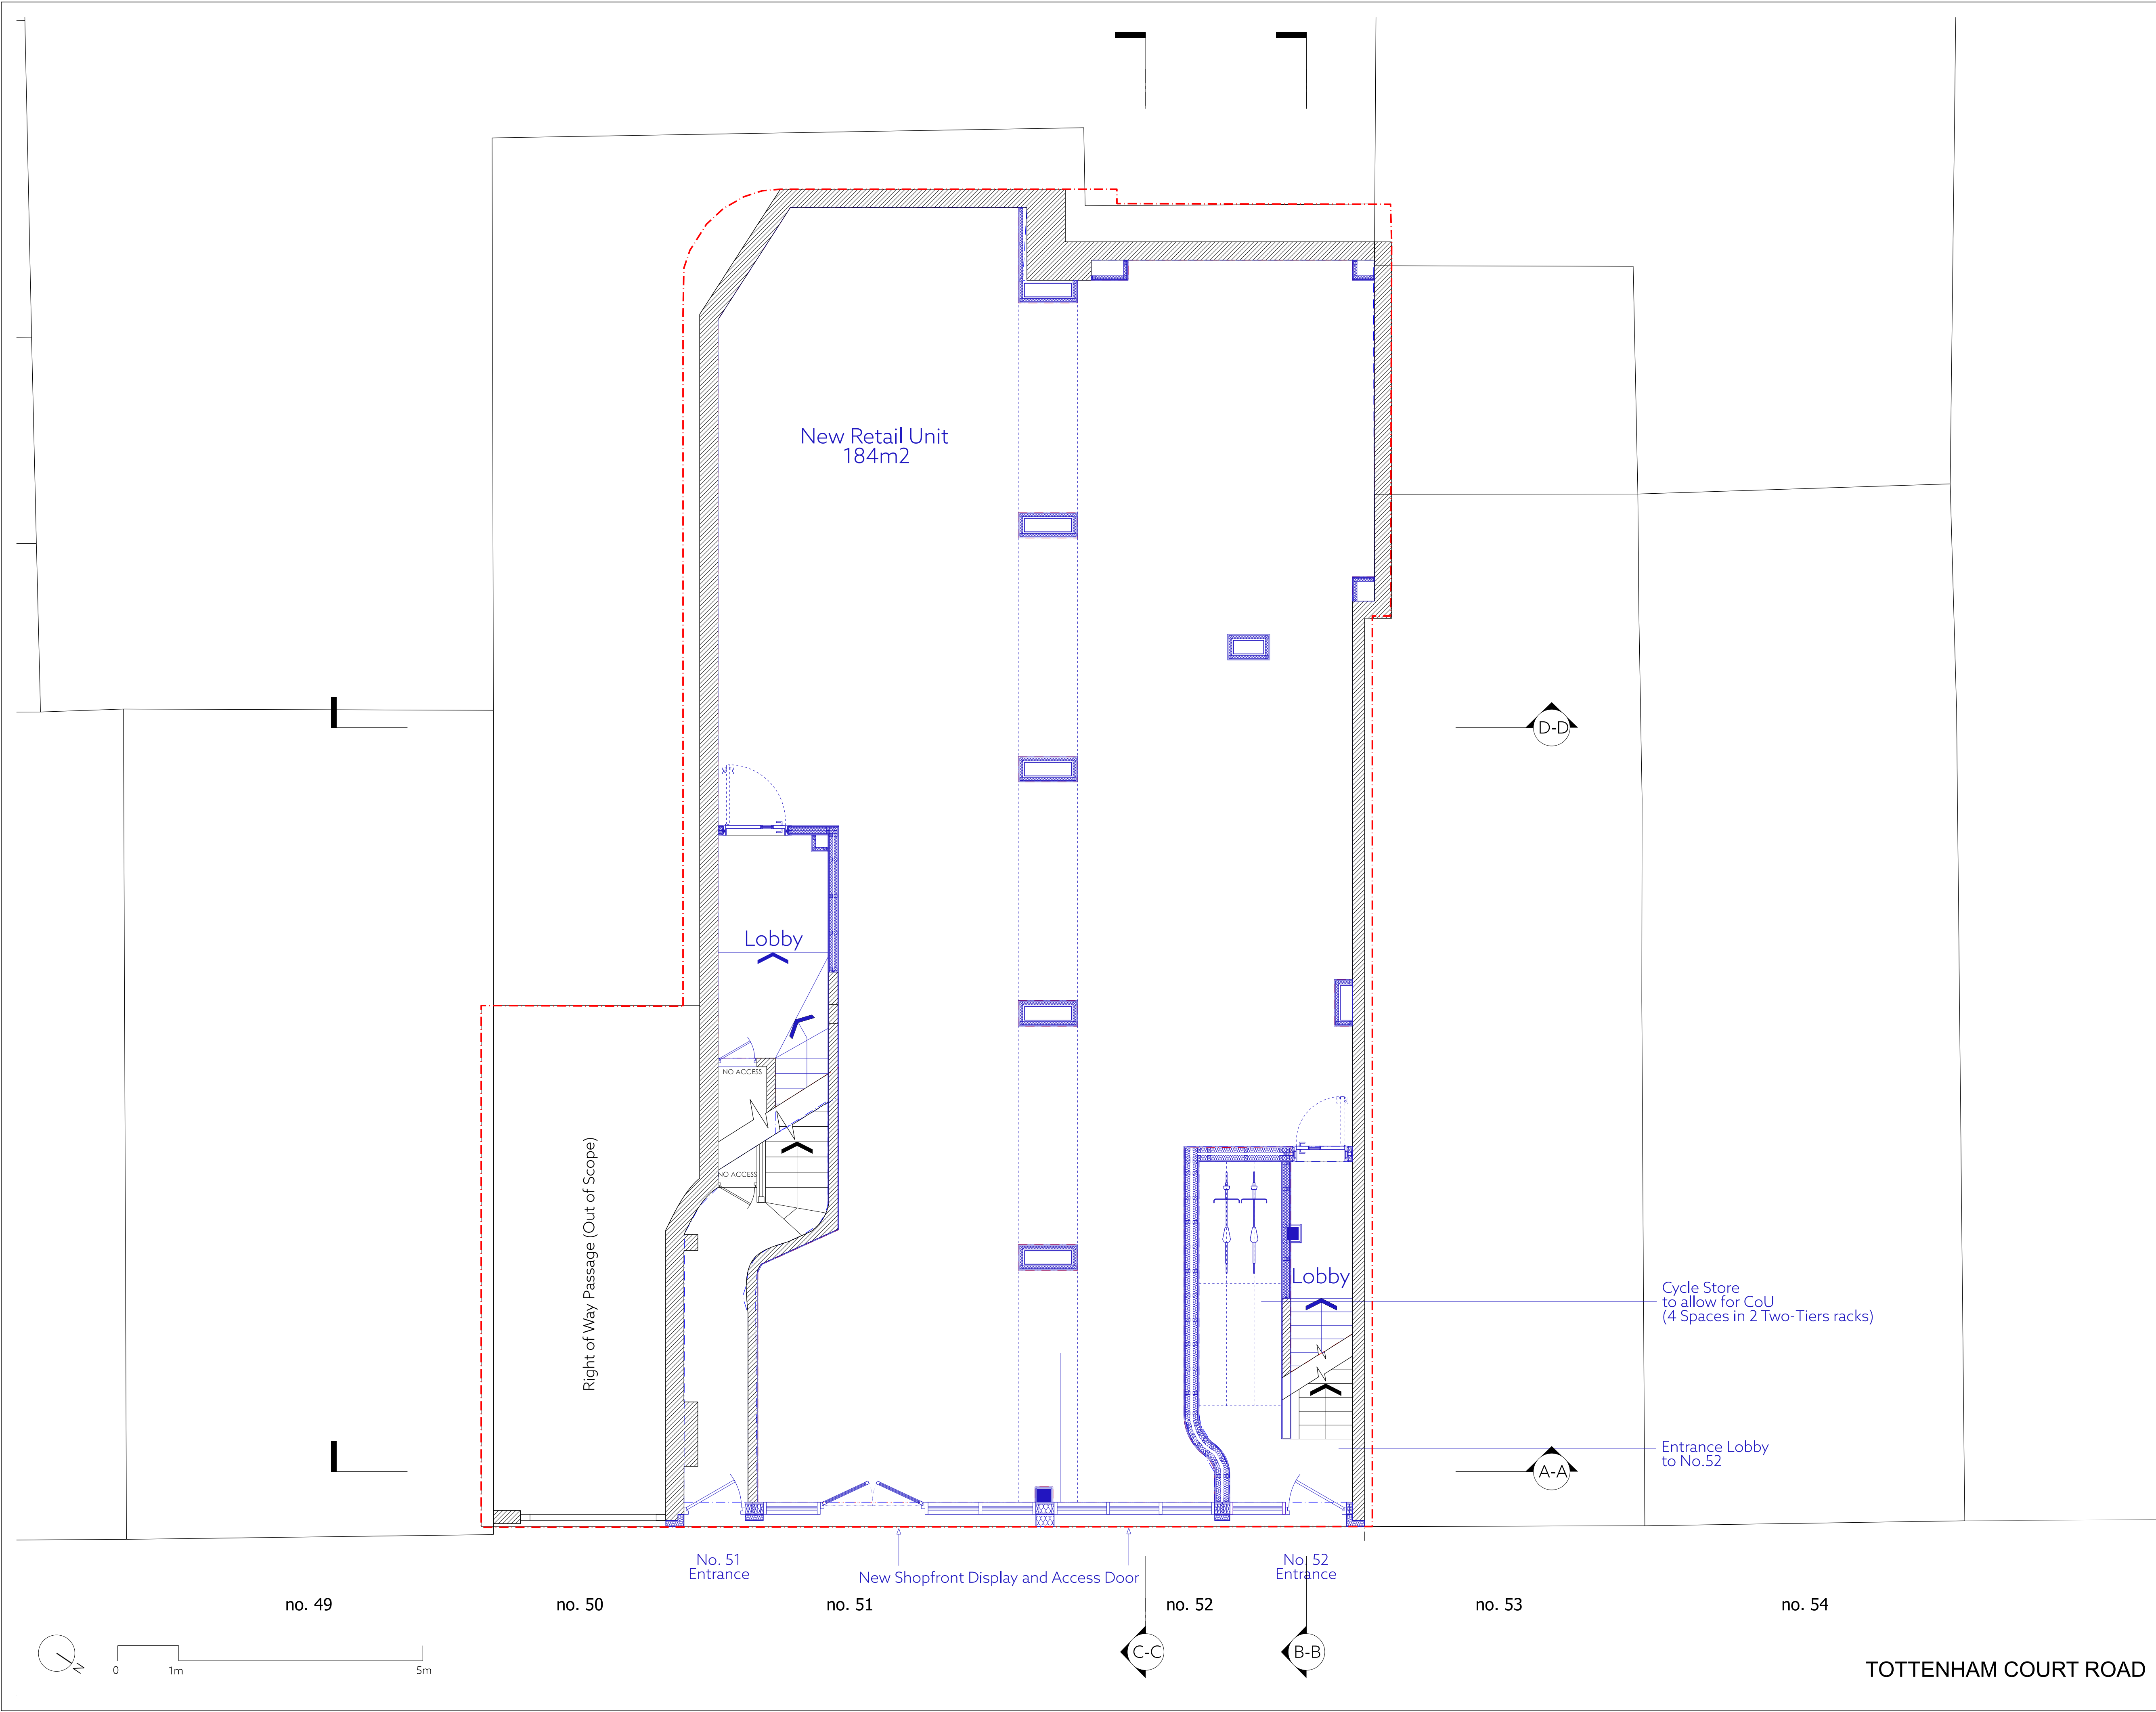 New Retail Unit
184m2
D-D
Lobby
NO ACCESS
NO ACCESS
Right of Way Passage (Out of Scope)
Lobby
Cycle Store
to allow for CoU
(4 Spaces in 2 Two-Tiers racks)
Entrance Lobby
to No.52
A-A
No. 51
Entrance
New Shopfront Display and Access Door
No. 52
Entrance
no. 49
no. 50
no. 51
no. 52
no. 53
no. 54
C-C
B-B
N
0
1m
5m
TOTTENHAM COURT ROAD